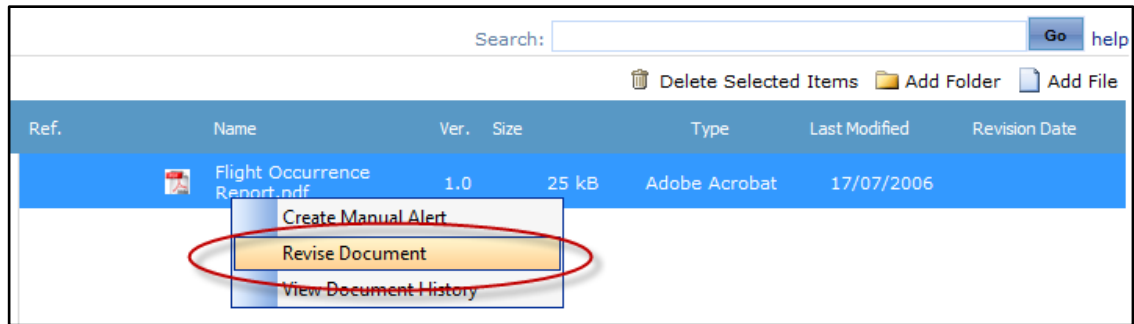 Search: Go help
Delete Selected Items Add Folder Add File
Ref. Name Ver. Size Type Last Modified Revision Date
Flight Occurrence
Report.pdf 1.0 25 kB Adobe Acrobat 17/07/2006
Create Manual Alert
Revise Document
View Document History